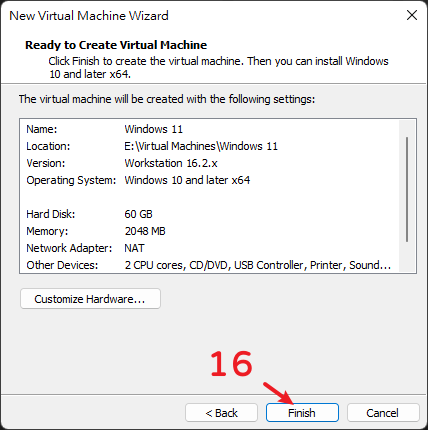 New Virtual Machine Wizard
Ready to Create Virtual Machine
Click Finish to create the virtual machine. Then you can install Windows
10 and later x64.
The virtual machine will be created with the following settings:
Name: Windows 11
Location: E:\Virtual Machines\Windows 11
Version: Workstation 16.2.x
Operating System: Windows 10 and later x64
Hard Disk: 60 GB
Memory: 2048 MB
Network Adapter: NAT
Other Devices: 2 CPU cores, CD/DVD, USB Controller, Printer, Sound...
Customize Hardware...
16
< Back Finish Cancel